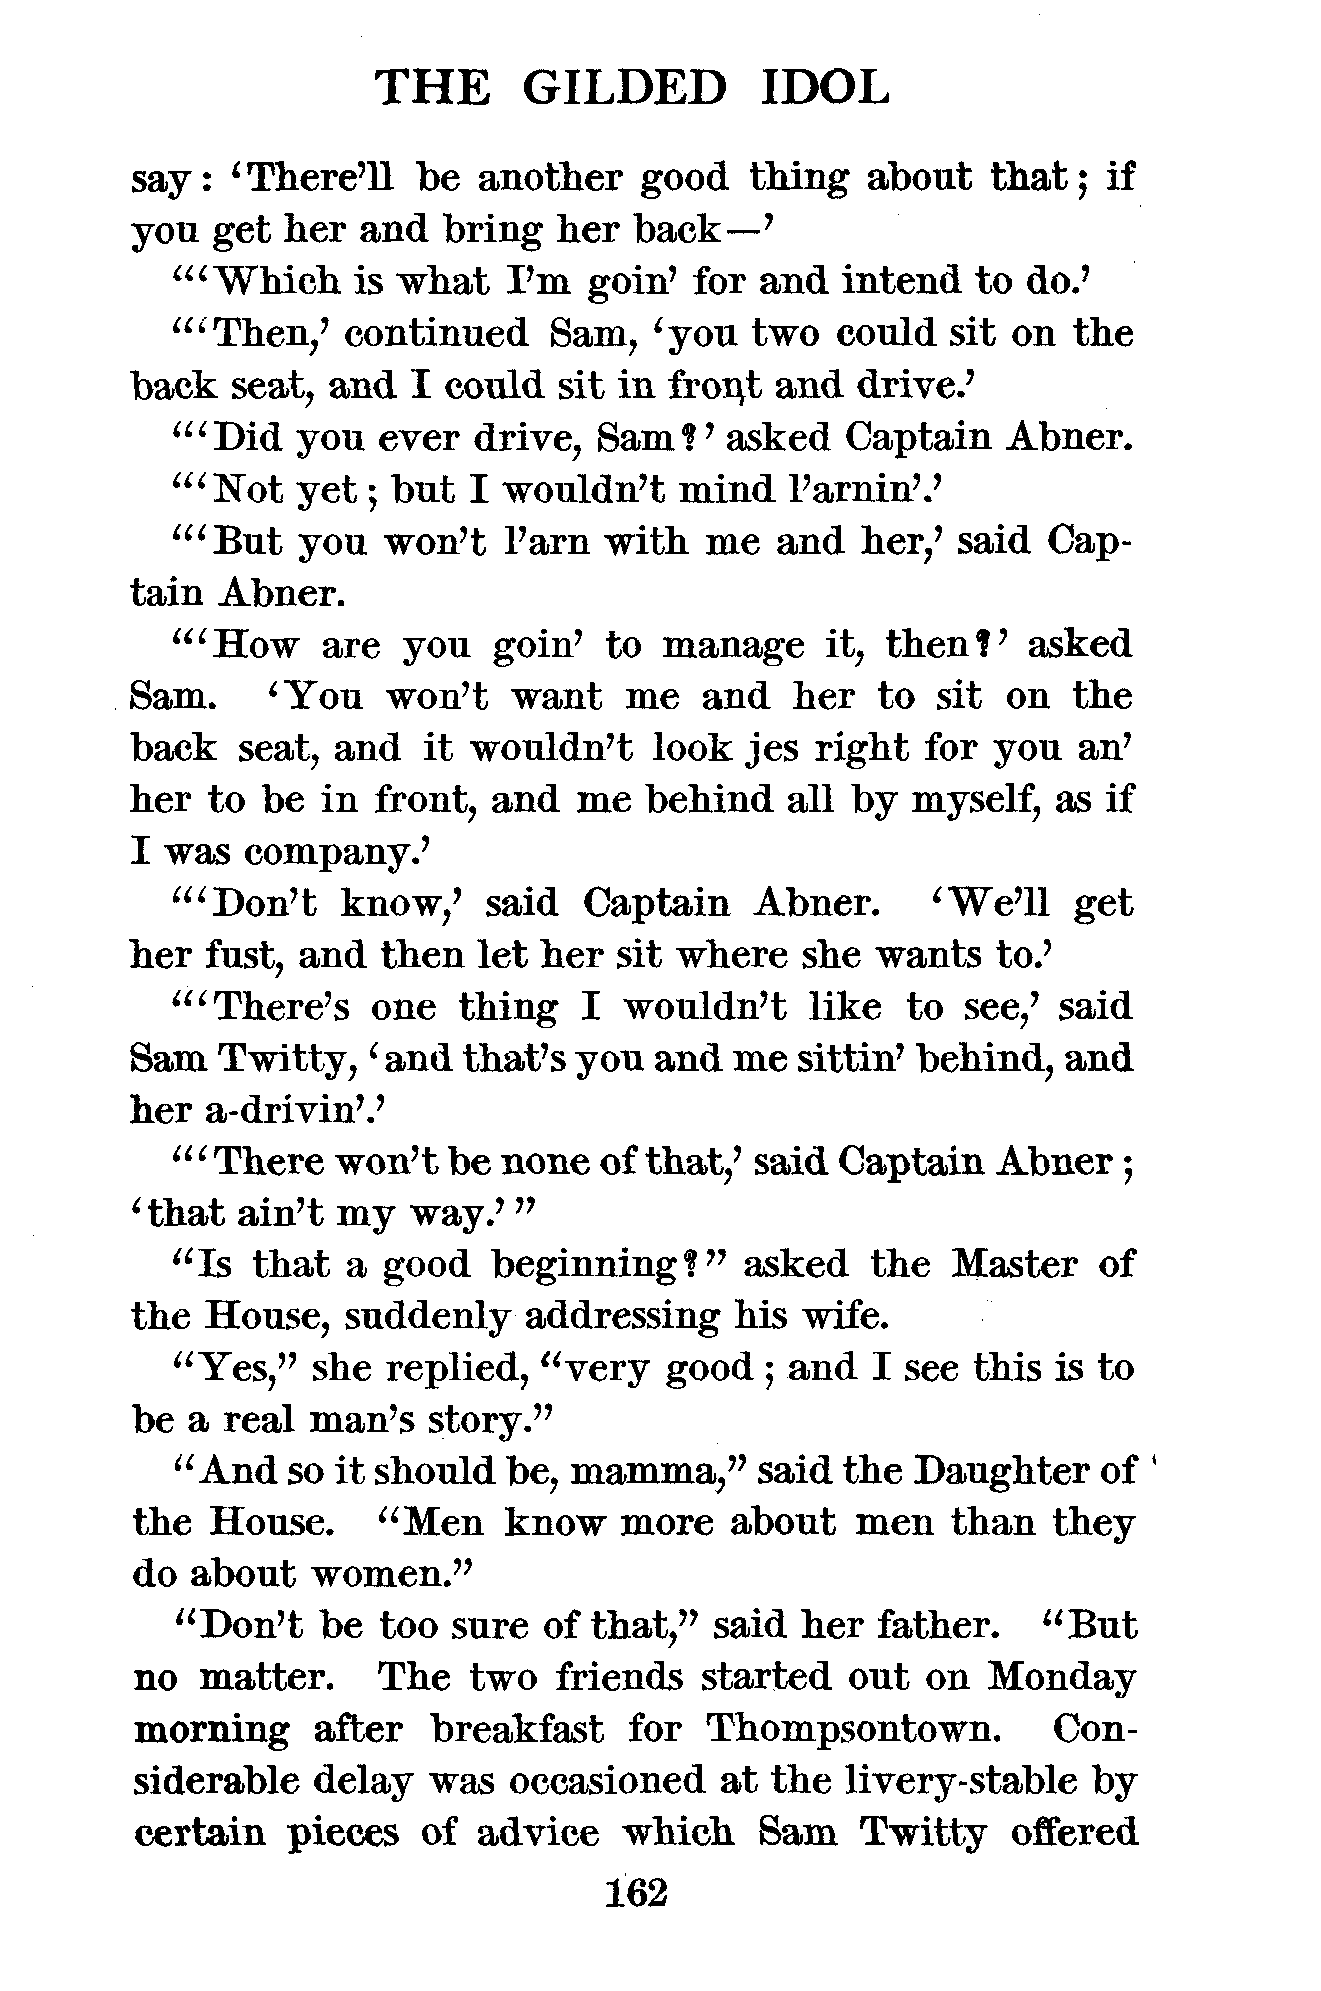 THE GILDED IDOL
say: ‘There’ll be another good thing about that; if
you get her and bring her back—’
“‘Which is what I’m goin’ for and intend to do.’
“‘Then,’ continued Sam, ‘you two could sit on the
back seat, and I could sit in front and drive.’
“‘Did you ever drive, Sam?’ asked Captain Abner.
“‘Not yet; but I wouldn’t mind l’arnin’.’
“‘But you won’t l’arn with me and her,’ said Cap-
tain Abner.
“‘How are you goin’ to manage it, then?’ asked
Sam. ‘You won’t want me and her to sit on the
back seat, and it wouldn’t look jes right for you an’
her to be in front, and me behind all by myself, as if
I was company.’
“‘Don’t know,’ said Captain Abner. ‘We’ll get
her fust, and then let her sit where she wants to.’
“‘There’s one thing I wouldn’t like to see,’ said
Sam Twitty, ‘and that’s you and me sittin’ behind, and
her a-drivin’.’
“‘There won’t be none of that,’ said Captain Abner;
‘that ain’t my way.’”
“Is that a good beginning?” asked the Master of
the House, suddenly addressing his wife.
“Yes,” she replied, “very good; and I see this is to
be a real man’s story.”
“And so it should be, mamma,” said the Daughter of
the House. “Men know more about men than they
do about women.”
“Don’t be too sure of that,” said her father. “But
no matter. The two friends started out on Monday
morning after breakfast for Thompsontown. Con-
siderable delay was occasioned at the livery-stable by
certain pieces of advice which Sam Twitty offered
162